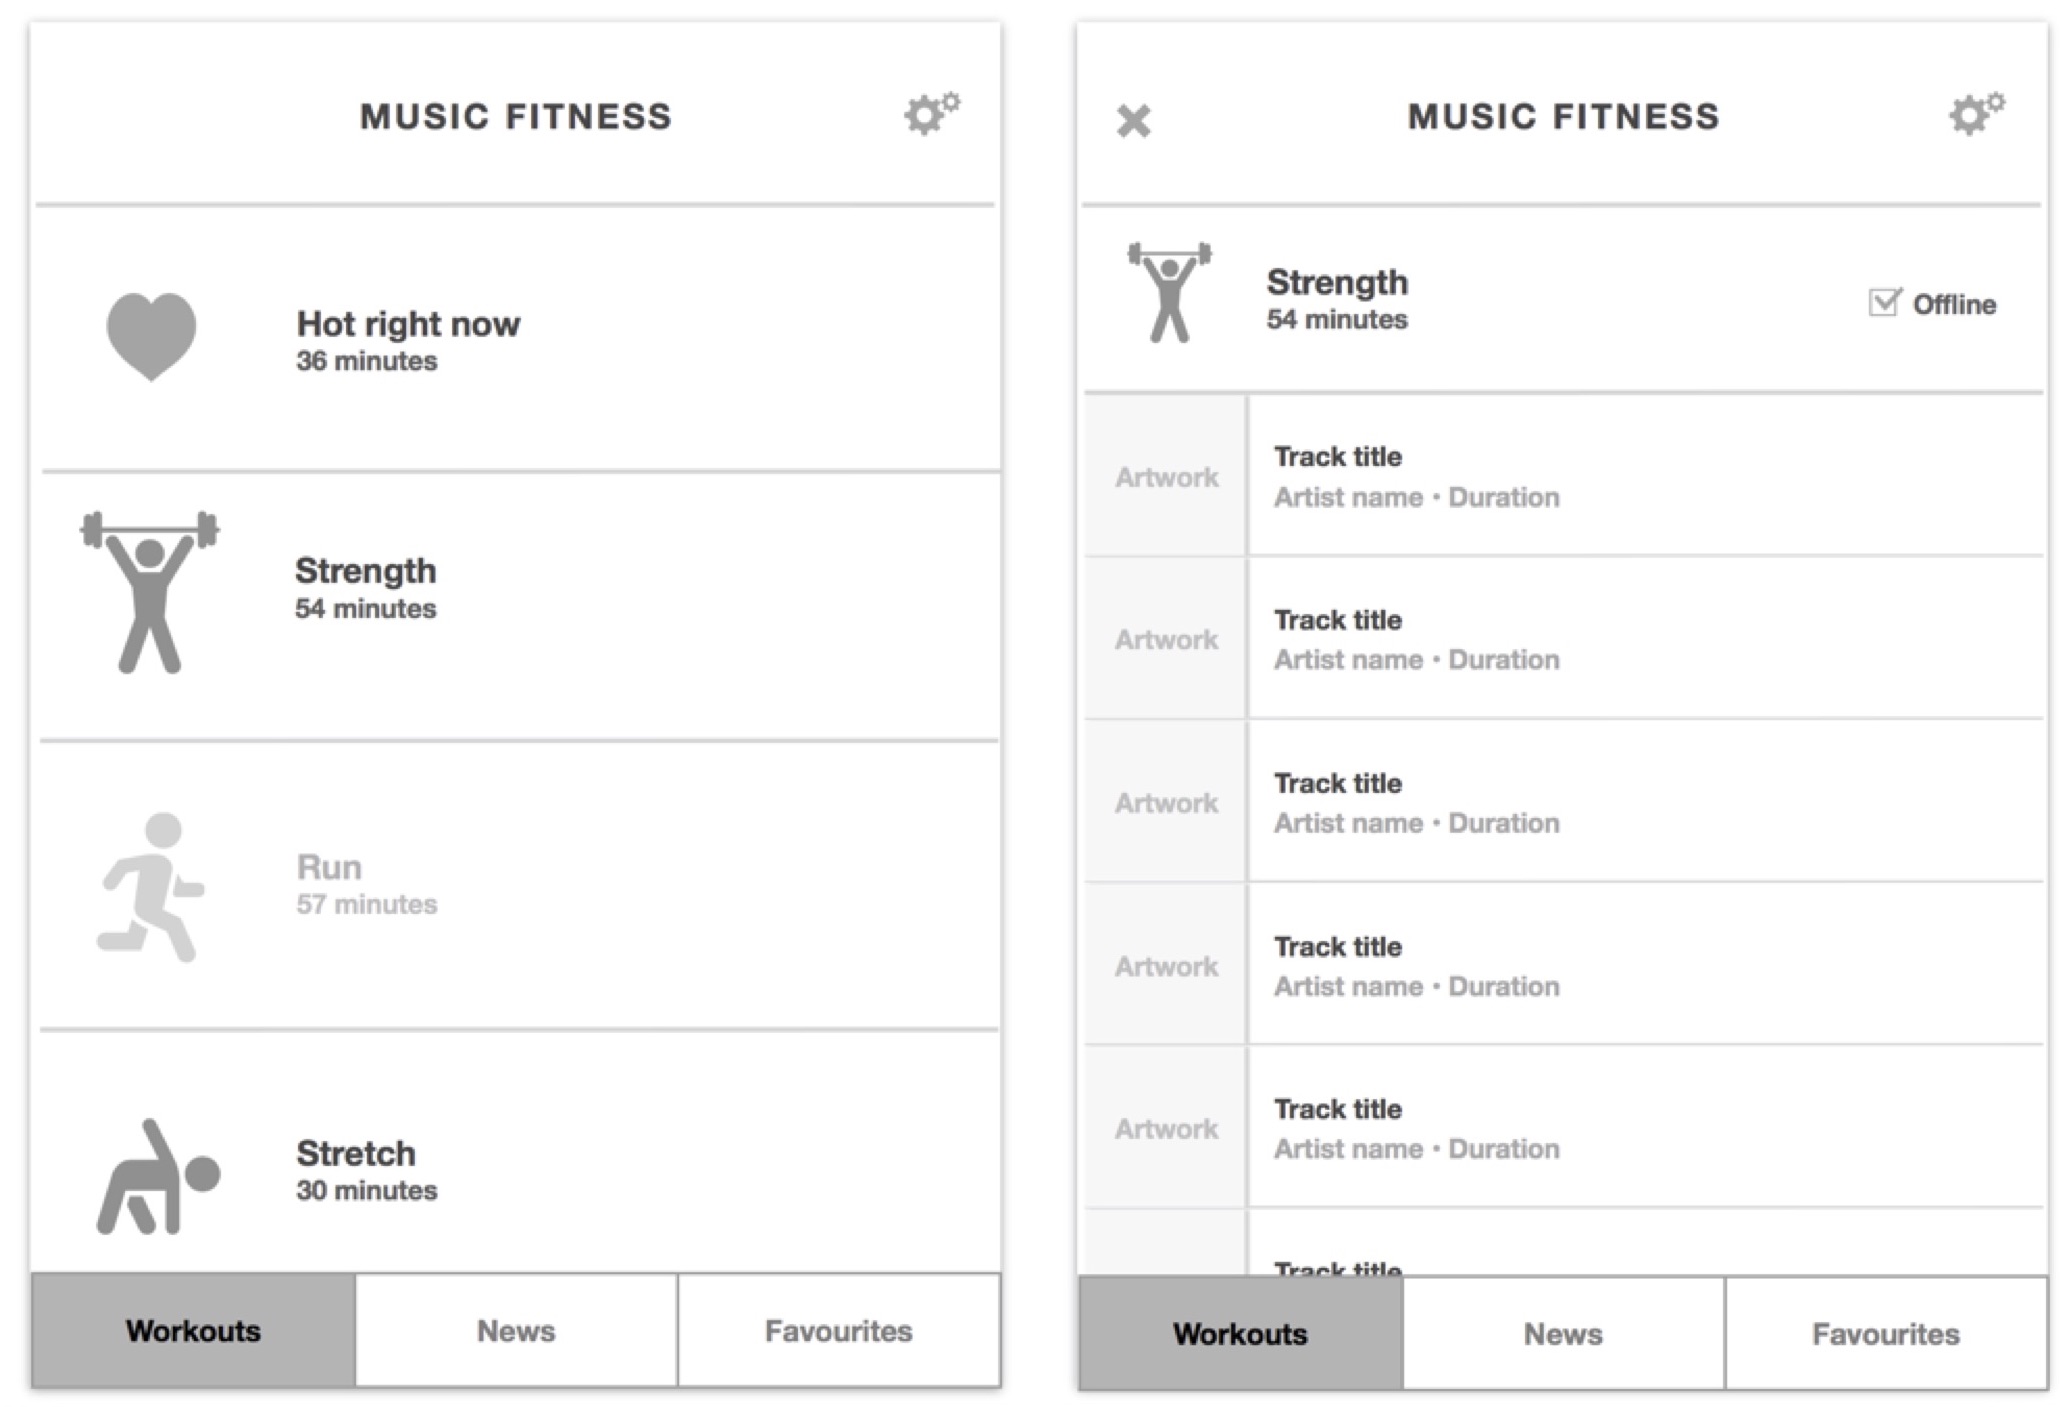 MUSIC FITNESS
Hot right now
36 minutes
Strength
54 minutes
Run
57 minutes
Stretch
30 minutes
Workouts
News
Favourites
MUSIC FITNESS
Strength
54 minutes
Offline
Artwork
Track title
Artist name • Duration
Artwork
Track title
Artist name • Duration
Artwork
Track title
Artist name • Duration
Artwork
Track title
Artist name • Duration
Artwork
Track title
Artist name • Duration
Track title
Workouts
News
Favourites